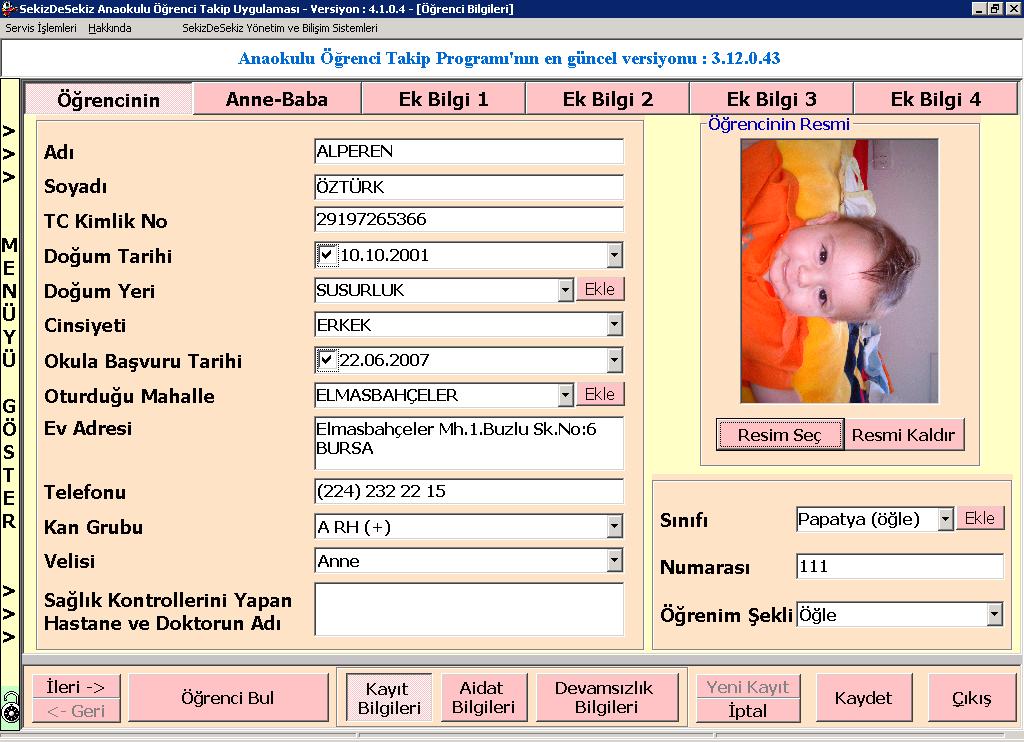 SekizDeSekiz Anaokulu Öğrenci Takip Uygulaması - Versiyon : 4.1.0.4 - [Öğrenci Bilgileri]
Servis İşlemleri Hakkında SekizDeSekiz Yönetim ve Bilişim Sistemleri
Anaokulu Öğrenci Takip Programı'nın en güncel versiyonu : 3.12.0.43
Öğrencinin Anne-Baba Ek Bilgi 1 Ek Bilgi 2 Ek Bilgi 3 Ek Bilgi 4
> > > MENÜYÜ GÖSTER > > >
Adı ALPEREN
Soyadı ÖZTÜRK
TC Kimlik No 29197265366
Doğum Tarihi 10.10.2001
Doğum Yeri SUSURLUK Ekle
Cinsiyeti ERKEK
Okula Başvuru Tarihi 22.06.2007
Oturduğu Mahalle ELMASBAHÇELER Ekle
Ev Adresi Elmasbahçeler Mh.1.Buzlu Sk.No:6
BURSA
Telefonu (224) 232 22 15
Kan Grubu A RH (+)
Velisi Anne
Sağlık Kontrollerini Yapan
Hastane ve Doktorun Adı
Öğrencinin Resmi
Resim Seç Resmi Kaldır
Sınıfı Papatya (öğle) Ekle
Numarası 111
Öğrenim Şekli Öğle
İleri ->
<- Geri
Öğrenci Bul
Kayıt
Bilgileri
Aidat
Bilgileri
Devamsızlık
Bilgileri
Yeni Kayıt
İptal
Kaydet
Çıkış